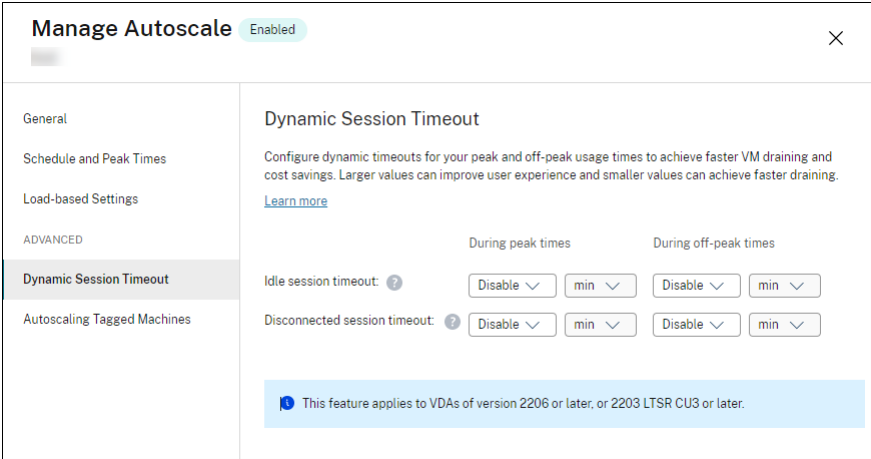 Manage Autoscale Enabled
General
Schedule and Peak Times
Load-based Settings
ADVANCED
Dynamic Session Timeout
Autoscaling Tagged Machines
Dynamic Session Timeout
Configure dynamic timeouts for your peak and off-peak usage times to achieve faster VM draining and
cost savings. Larger values can improve user experience and smaller values can achieve faster draining.
Learn more
During peak times During off-peak times
Idle session timeout: ? Disable min Disable min
Disconnected session timeout: ? Disable min Disable min
This feature applies to VDAs of version 2206 or later, or 2203 LTSR CU3 or later.